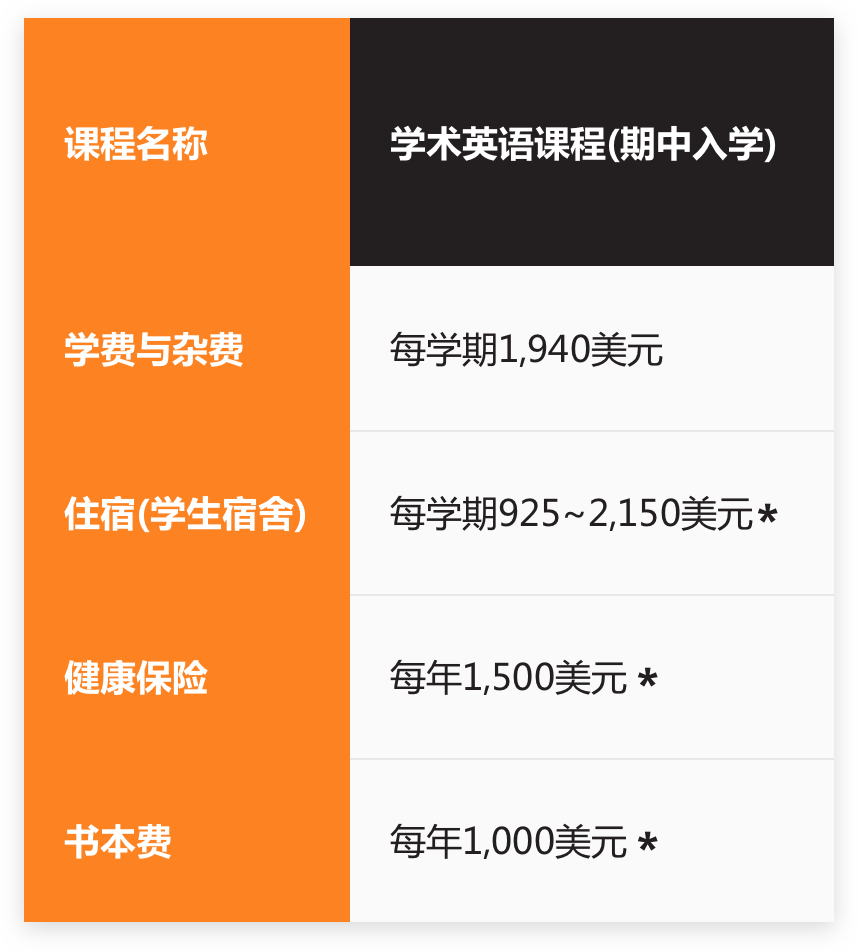 课程名称
学术英语课程(期中入学)
学费与杂费
每学期1,940美元
住宿(学生宿舍)
每学期925~2,150美元*
健康保险
每年1,500美元 *
书本费
每年1,000美元 *